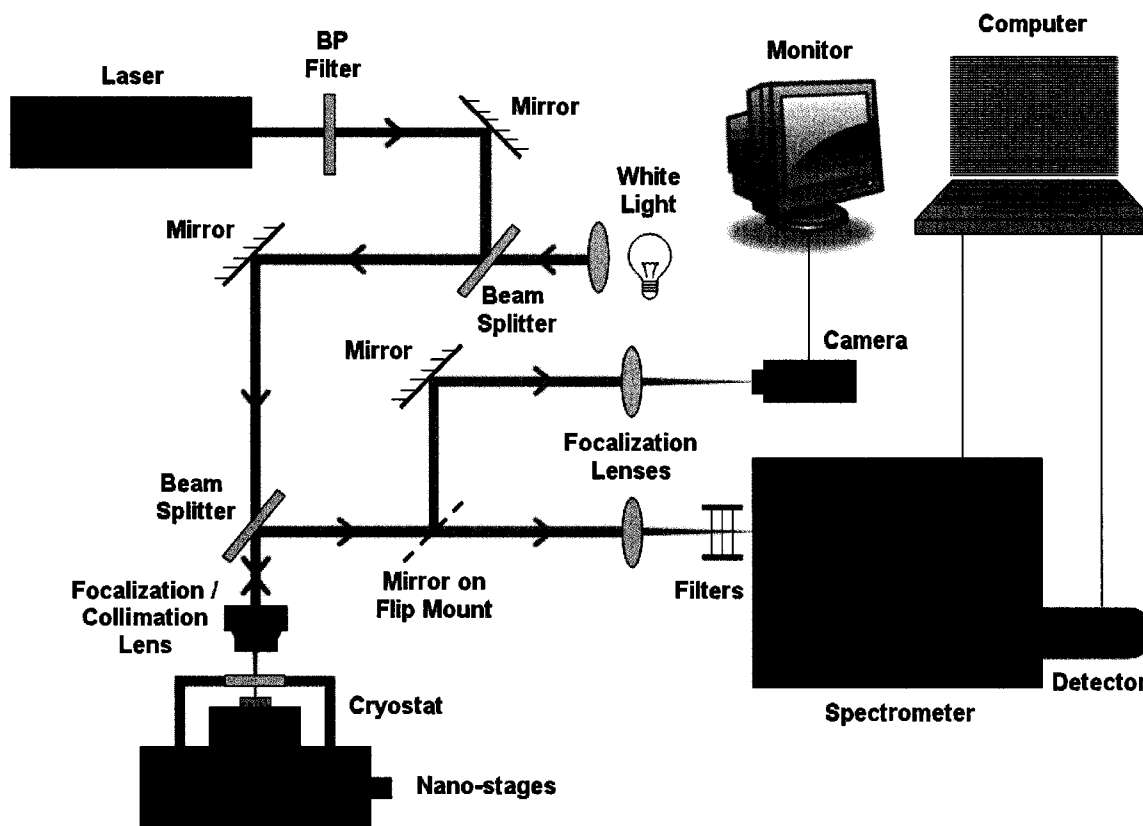 Computer
Monitor
BP
Filter
Laser
Mirror
White
Light
Mirror
Beam
Splitter
Mirror
Camera
Focalization
Lenses
Beam
Splitter
Mirror on
Flip Mount
Filters
Focalization /
Collimation
Lens
Detector
Cryostat
Spectrometer
Nano-stages